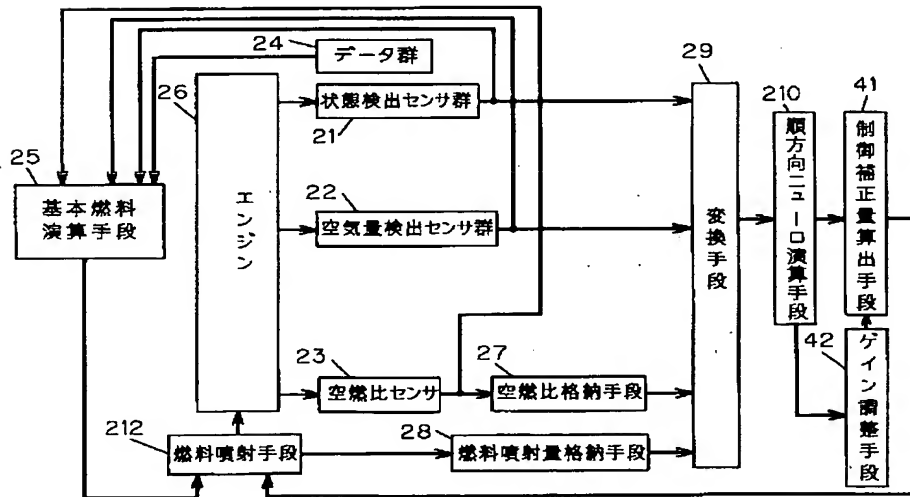 24
データ群
29
26
状態検出センサ群
21
210
41
25
基本燃料
演算手段
エンジン
22
空気量検出センサ群
変換手段
順方向ニューロ演算手段
制御補正量算出手段
23
空燃比センサ
27
空燃比格納手段
42
ゲイン調整手段
212
燃料噴射手段
28
燃料噴射量格納手段